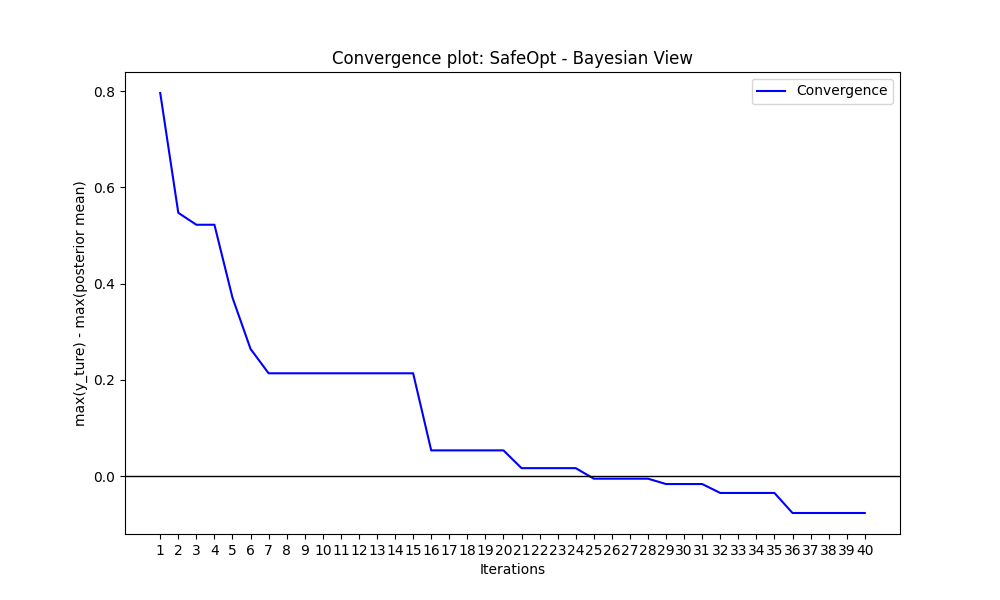 Convergence plot: SafeOpt - Bayesian View
Convergence
max(y_ture) - max(posterior mean)
0.8
0.6
0.4
0.2
0.0
1 2 3 4 5 6 7 8 9 10 11 12 13 14 15 16 17 18 19 20 21 22 23 24 25 26 27 28 29 30 31 32 33 34 35 36 37 38 39 40
Iterations